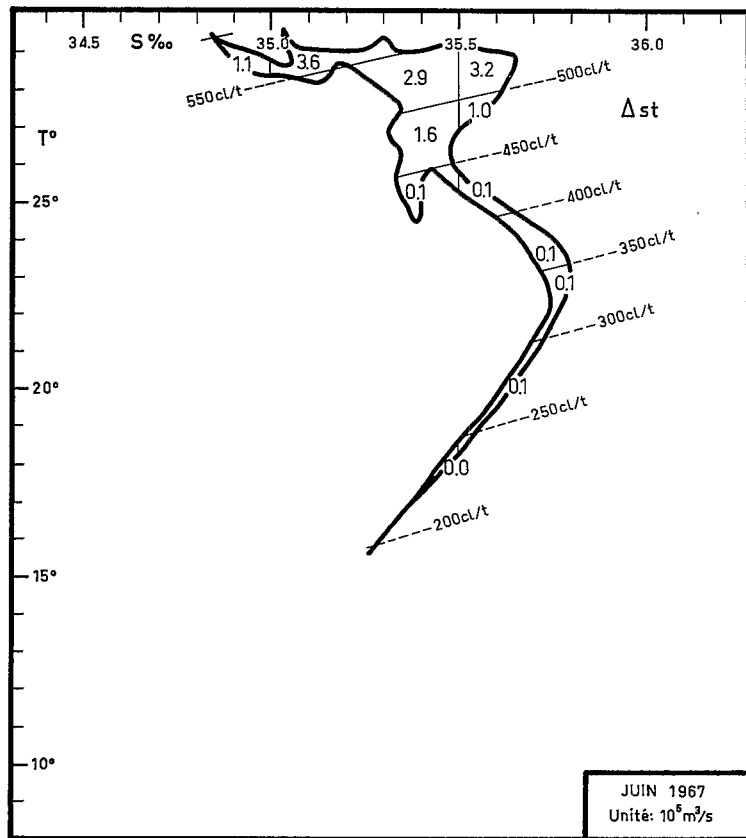 34.5 S ‰ 35.0 35.5 36.0
1.1 3.6 2.9 3.2
550cl/t
500cl/t
Δst
1.0
T°
1.6
450cl/t
0.1 0.1
400cl/t
25°
0.1
350cl/t
0.1
300cl/t
20°
0.1
250cl/t
0.0
200cl/t
15°
10°
JUIN 1967
Unité: 10⁵m³/s